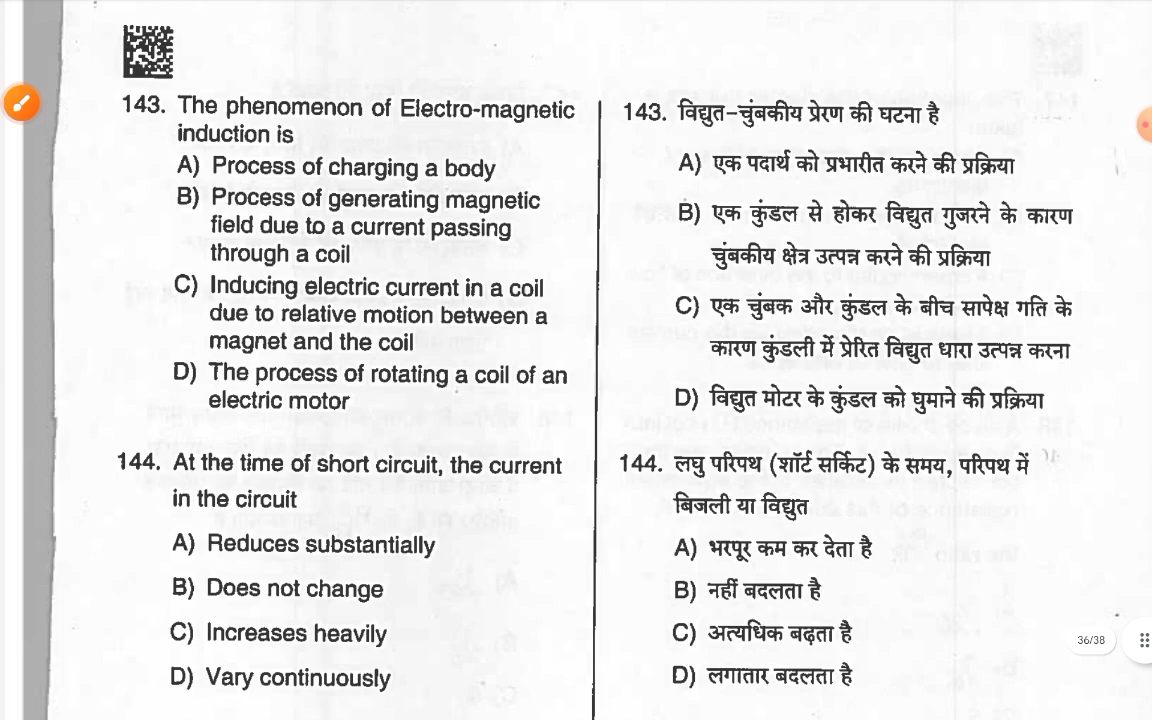 143. The phenomenon of Electro-magnetic
induction is
A) Process of charging a body
B) Process of generating magnetic
field due to a current passing
through a coil
C) Inducing electric current in a coil
due to relative motion between a
magnet and the coil
D) The process of rotating a coil of an
electric motor
144. At the time of short circuit, the current
in the circuit
A) Reduces substantially
B) Does not change
C) Increases heavily
D) Vary continuously
143. विद्युत-चुंबकीय प्रेरण की घटना है
A) एक पदार्थ को प्रभारीत करने की प्रक्रिया
B) एक कुंडल से होकर विद्युत गुजरने के कारण
चुंबकीय क्षेत्र उत्पन्न करने की प्रक्रिया
C) एक चुंबक और कुंडल के बीच सापेक्ष गति के
कारण कुंडली में प्रेरित विद्युत धारा उत्पन्न करना
D) विद्युत मोटर के कुंडल को घुमाने की प्रक्रिया
144. लघु परिपथ (शॉर्ट सर्किट) के समय, परिपथ में
बिजली या विद्युत
A) भरपूर कम कर देता है
B) नहीं बदलता है
C) अत्यधिक बढ़ता है
D) लगातार बदलता है
36/38